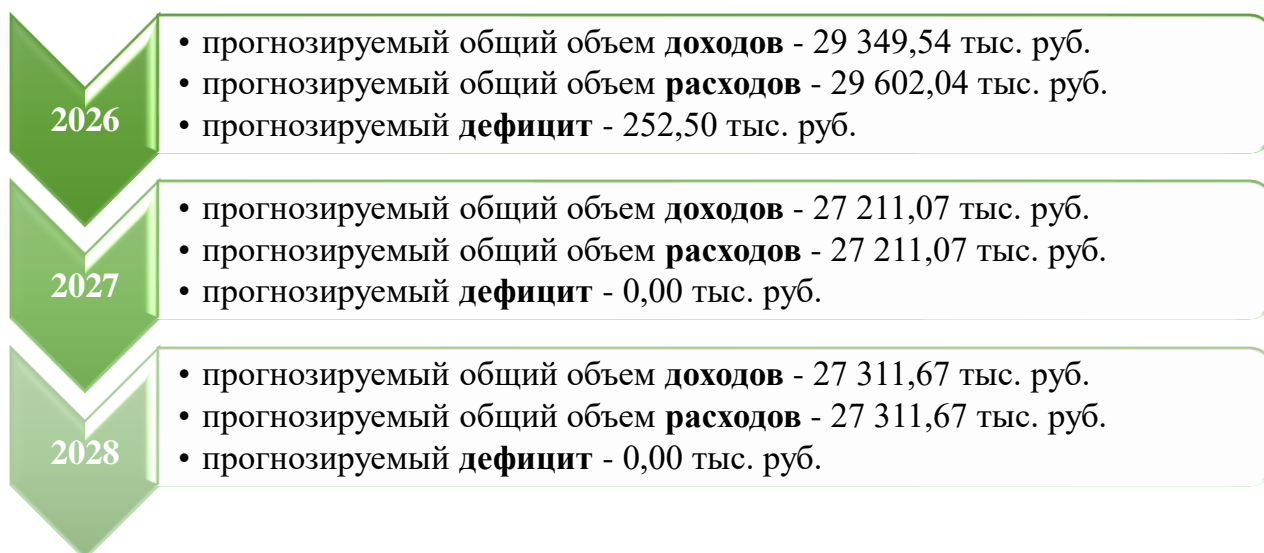 2026
• прогнозируемый общий объем доходов - 29 349,54 тыс. руб.
• прогнозируемый общий объем расходов - 29 602,04 тыс. руб.
• прогнозируемый дефицит - 252,50 тыс. руб.
2027
• прогнозируемый общий объем доходов - 27 211,07 тыс. руб.
• прогнозируемый общий объем расходов - 27 211,07 тыс. руб.
• прогнозируемый дефицит - 0,00 тыс. руб.
2028
• прогнозируемый общий объем доходов - 27 311,67 тыс. руб.
• прогнозируемый общий объем расходов - 27 311,67 тыс. руб.
• прогнозируемый дефицит - 0,00 тыс. руб.